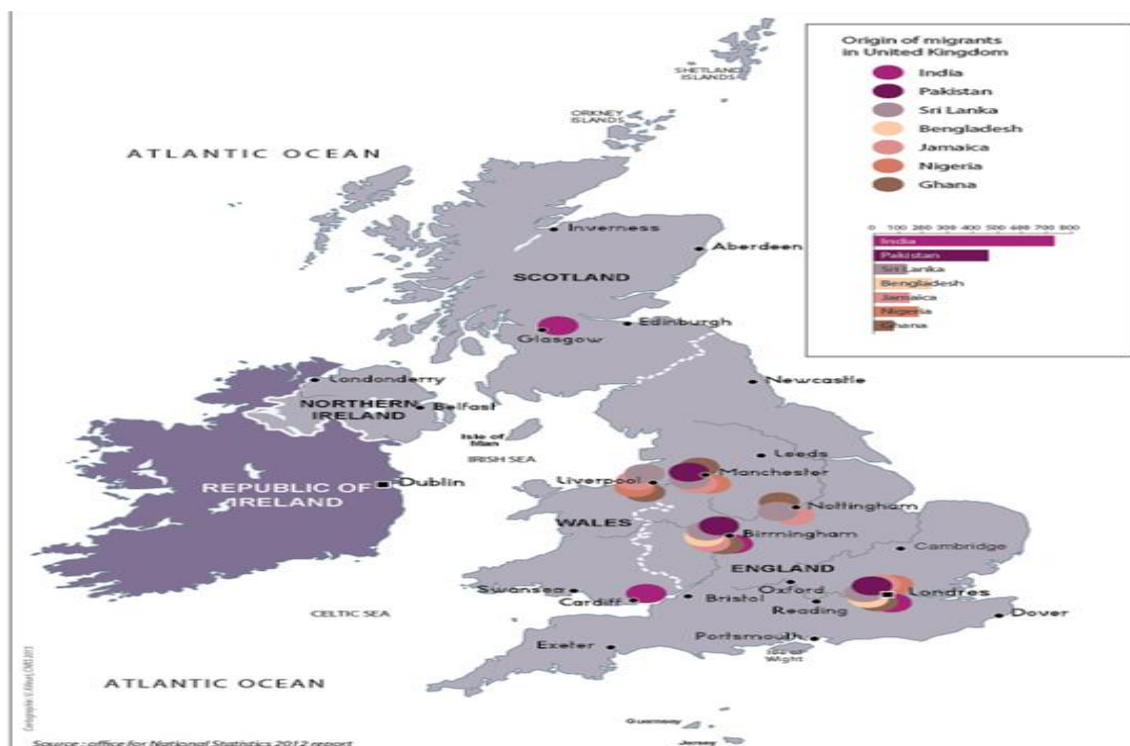 Origin of migrants
in United Kingdom
India
Pakistan
Sri Lanka
Bengladesh
Jamaica
Nigeria
Ghana
0 100 200 300 400 500 600 700 800
India
Pakistan
Sri Lanka
Bengladesh
Jamaica
Nigeria
Ghana
SHETLAND
ISLANDS
ORKNEY
ISLANDS
ATLANTIC OCEAN
Inverness
Aberdeen
SCOTLAND
Edinburgh
Glasgow
Londonderry
Newcastle
NORTHERN
IRELAND
Belfast
Isle of
Man
IRISH SEA
Leeds
Manchester
Liverpool
REPUBLIC OF
IRELAND
Dublin
Nottingham
WALES
Birmingham
Cambridge
ENGLAND
Swansea
Cardiff
Bristol
Oxford
Reading
Londres
Dover
CELTIC SEA
Exeter
Portsmouth
Isle of
Wight
ATLANTIC OCEAN
Guernsey
Jersey
Source : office for National Statistics 2012 report